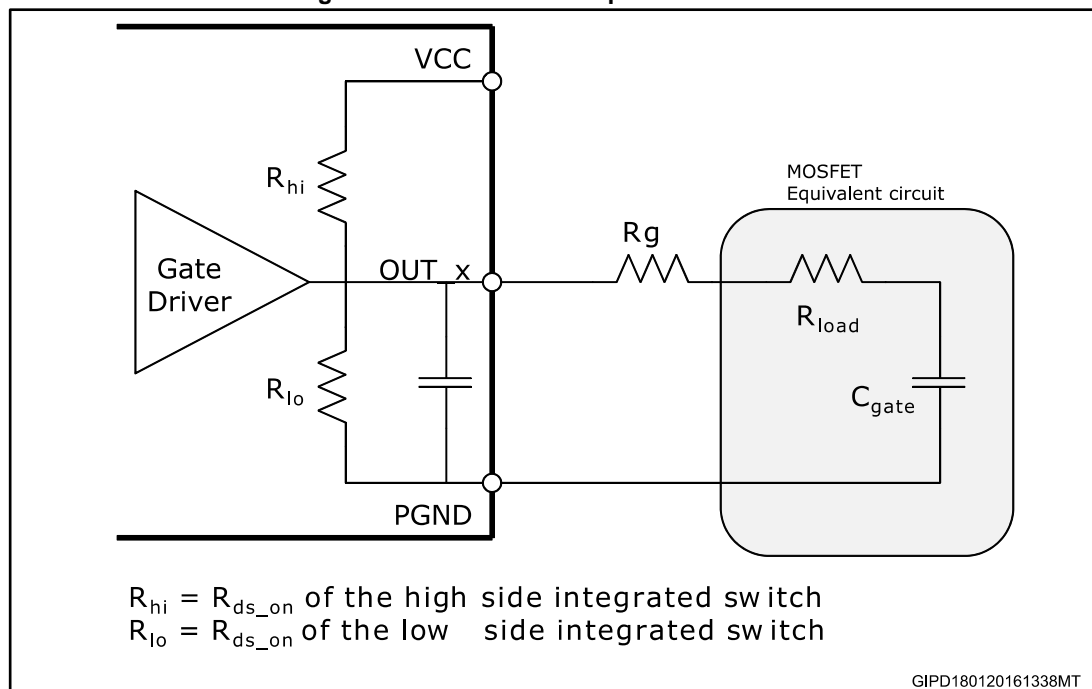 VCC
R_hi
MOSFET
Equivalent circuit
Rg
Gate
Driver
OUT_x
R_load
R_lo
C_gate
PGND
R_hi = R_ds_on of the high side integrated switch
R_lo = R_ds_on of the low side integrated switch
GIPD180120161338MT